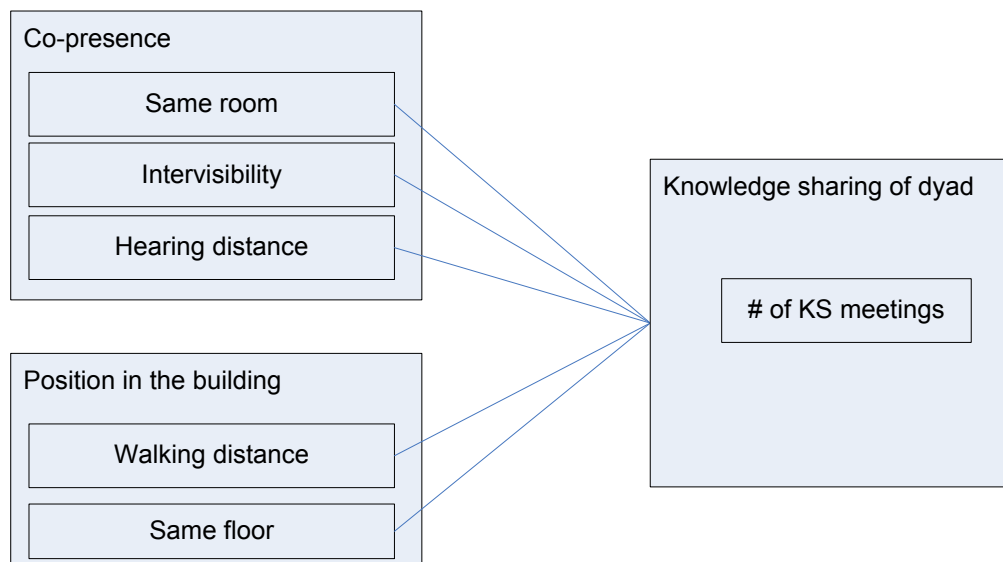 Co-presence
Same room
Intervisibility
Hearing distance
Position in the building
Walking distance
Same floor
Knowledge sharing of dyad
# of KS meetings